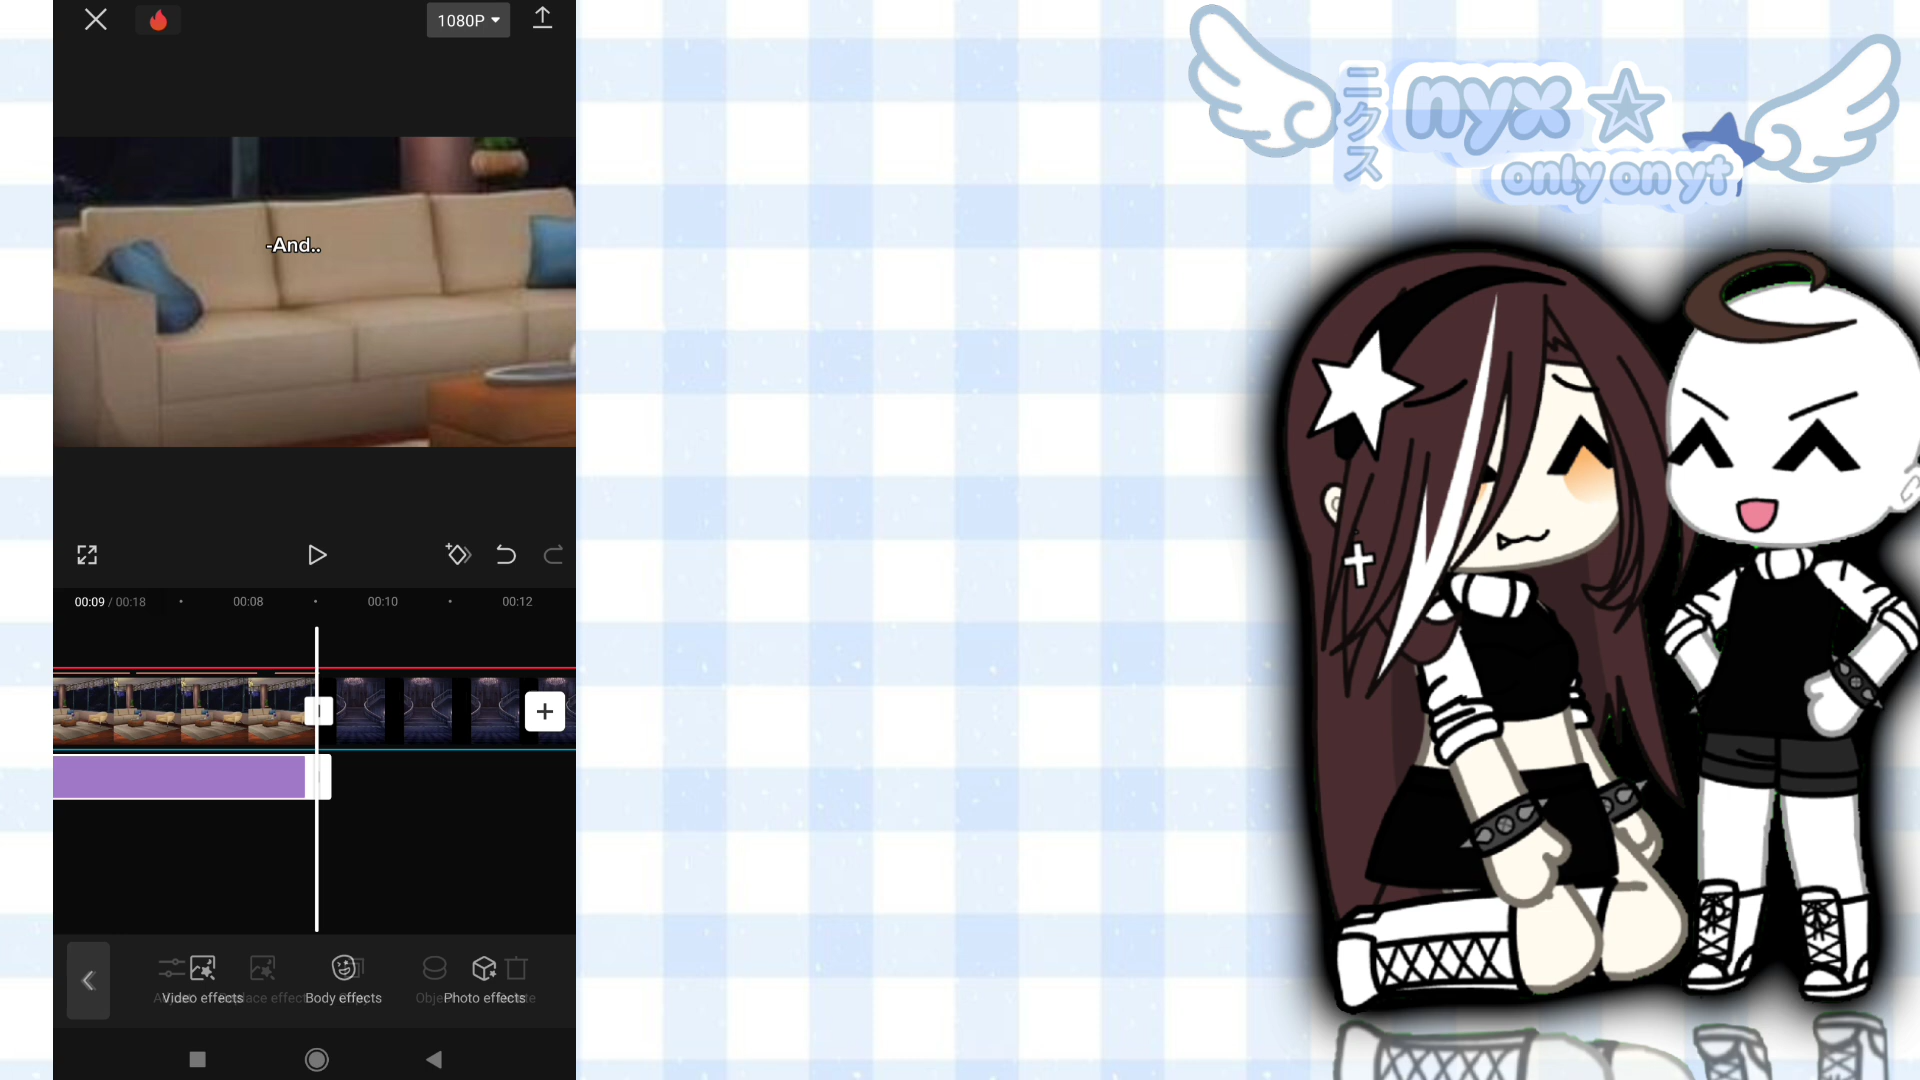 1080P
-And..
00:09 / 00:18
00:08
00:10
00:12
Video effects
Body effects
Photo effects
ニクス
nyx
only on yt